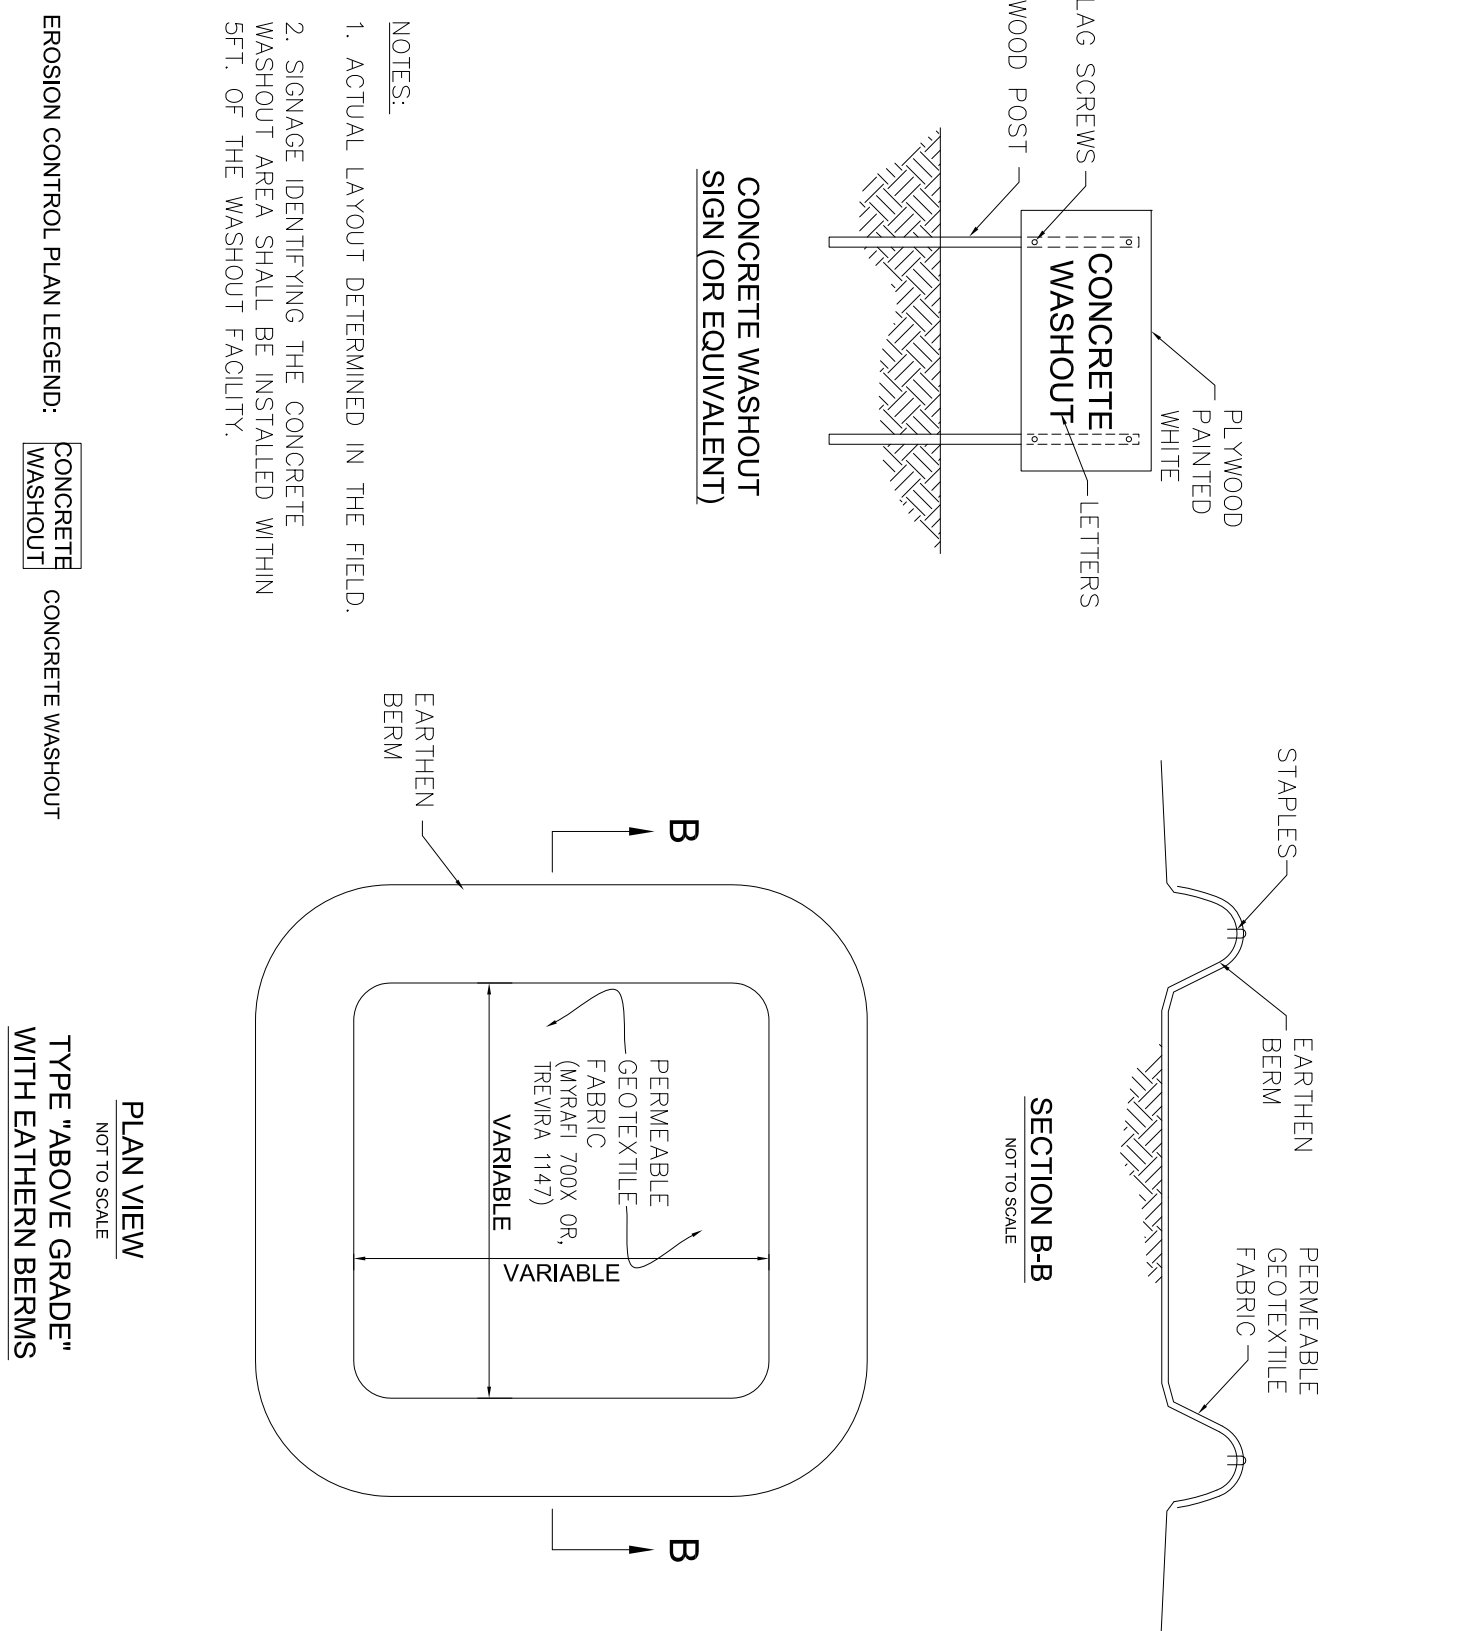 LAG SCREWS
WOOD POST
PLYWOOD
PAINTED
WHITE
LETTERS
CONCRETE
WASHOUT
CONCRETE WASHOUT
SIGN (OR EQUIVALENT)
STAPLES
EARTHEN
BERM
PERMEABLE
GEOTEXTILE
FABRIC
SECTION B-B
NOT TO SCALE
NOTES:
1. ACTUAL LAYOUT DETERMINED IN THE FIELD.
2. SIGNAGE IDENTIFYING THE CONCRETE
WASHOUT AREA SHALL BE INSTALLED WITHIN
5FT. OF THE WASHOUT FACILITY.
B
B
EARTHEN
BERM
PERMEABLE
GEOTEXTILE
FABRIC
(MYRAFI 700X OR,
TREVIRA 1147)
VARIABLE
VARIABLE
PLAN VIEW
NOT TO SCALE
TYPE "ABOVE GRADE"
WITH EATHERN BERMS
EROSION CONTROL PLAN LEGEND:
CONCRETE
WASHOUT
CONCRETE WASHOUT